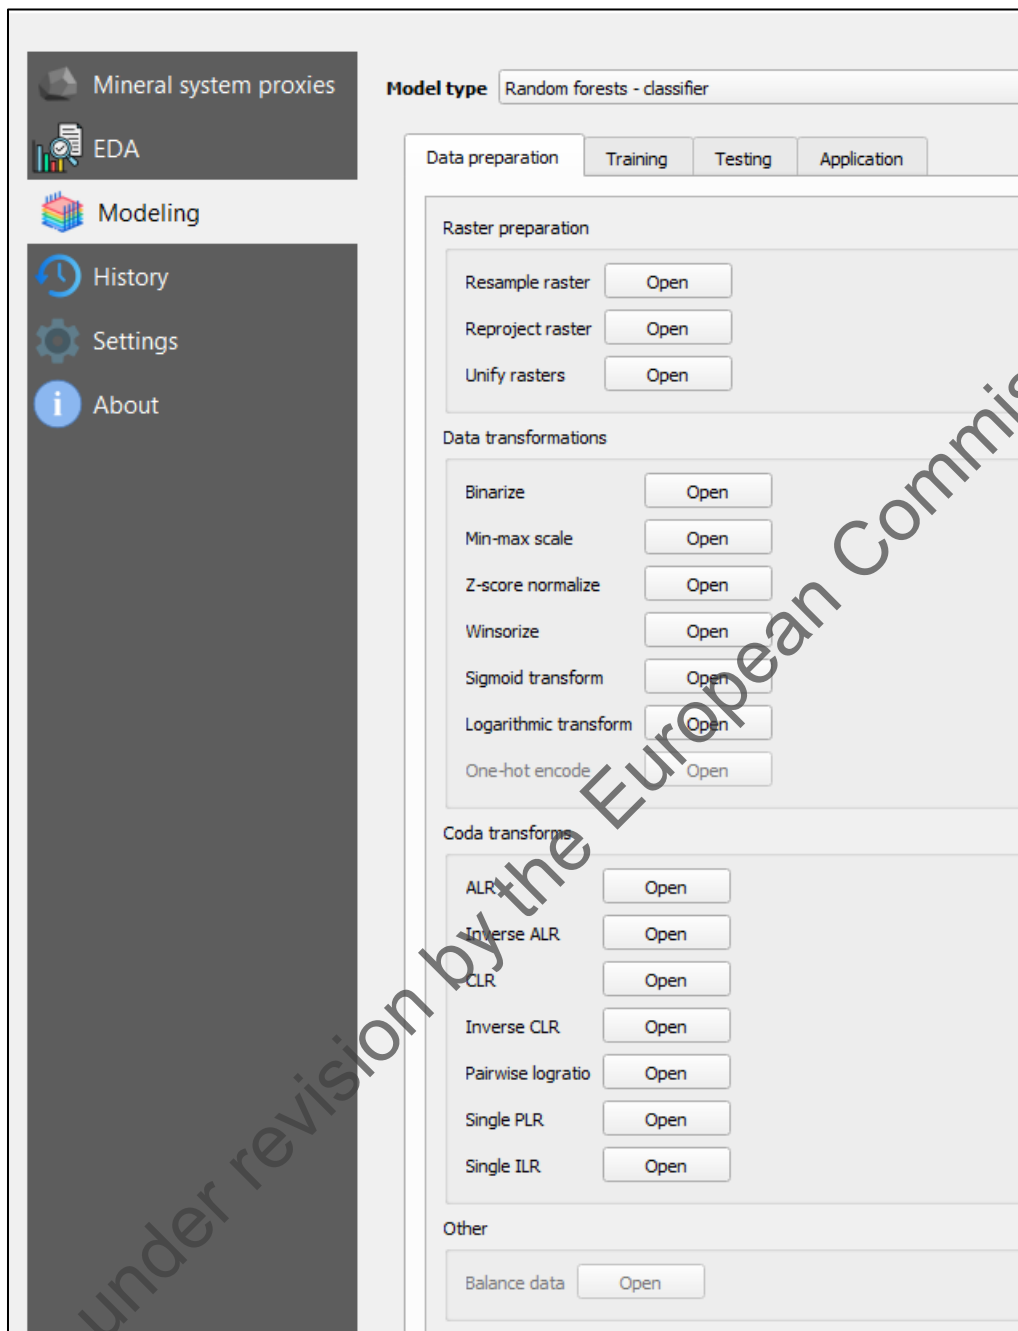 Mineral system proxies
EDA
Modeling
History
Settings
About
Model type Random forests - classifier
Data preparation Training Testing Application
Raster preparation
Resample raster Open
Reproject raster Open
Unify rasters Open
Data transformations
Binarize Open
Min-max scale Open
Z-score normalize Open
Winsorize Open
Sigmoid transform Open
Logarithmic transform Open
One-hot encode Open
Coda transforms
ALR Open
Inverse ALR Open
CLR Open
Inverse CLR Open
Pairwise logratio Open
Single PLR Open
Single ILR Open
Other
Balance data Open
under revision by the European Commis